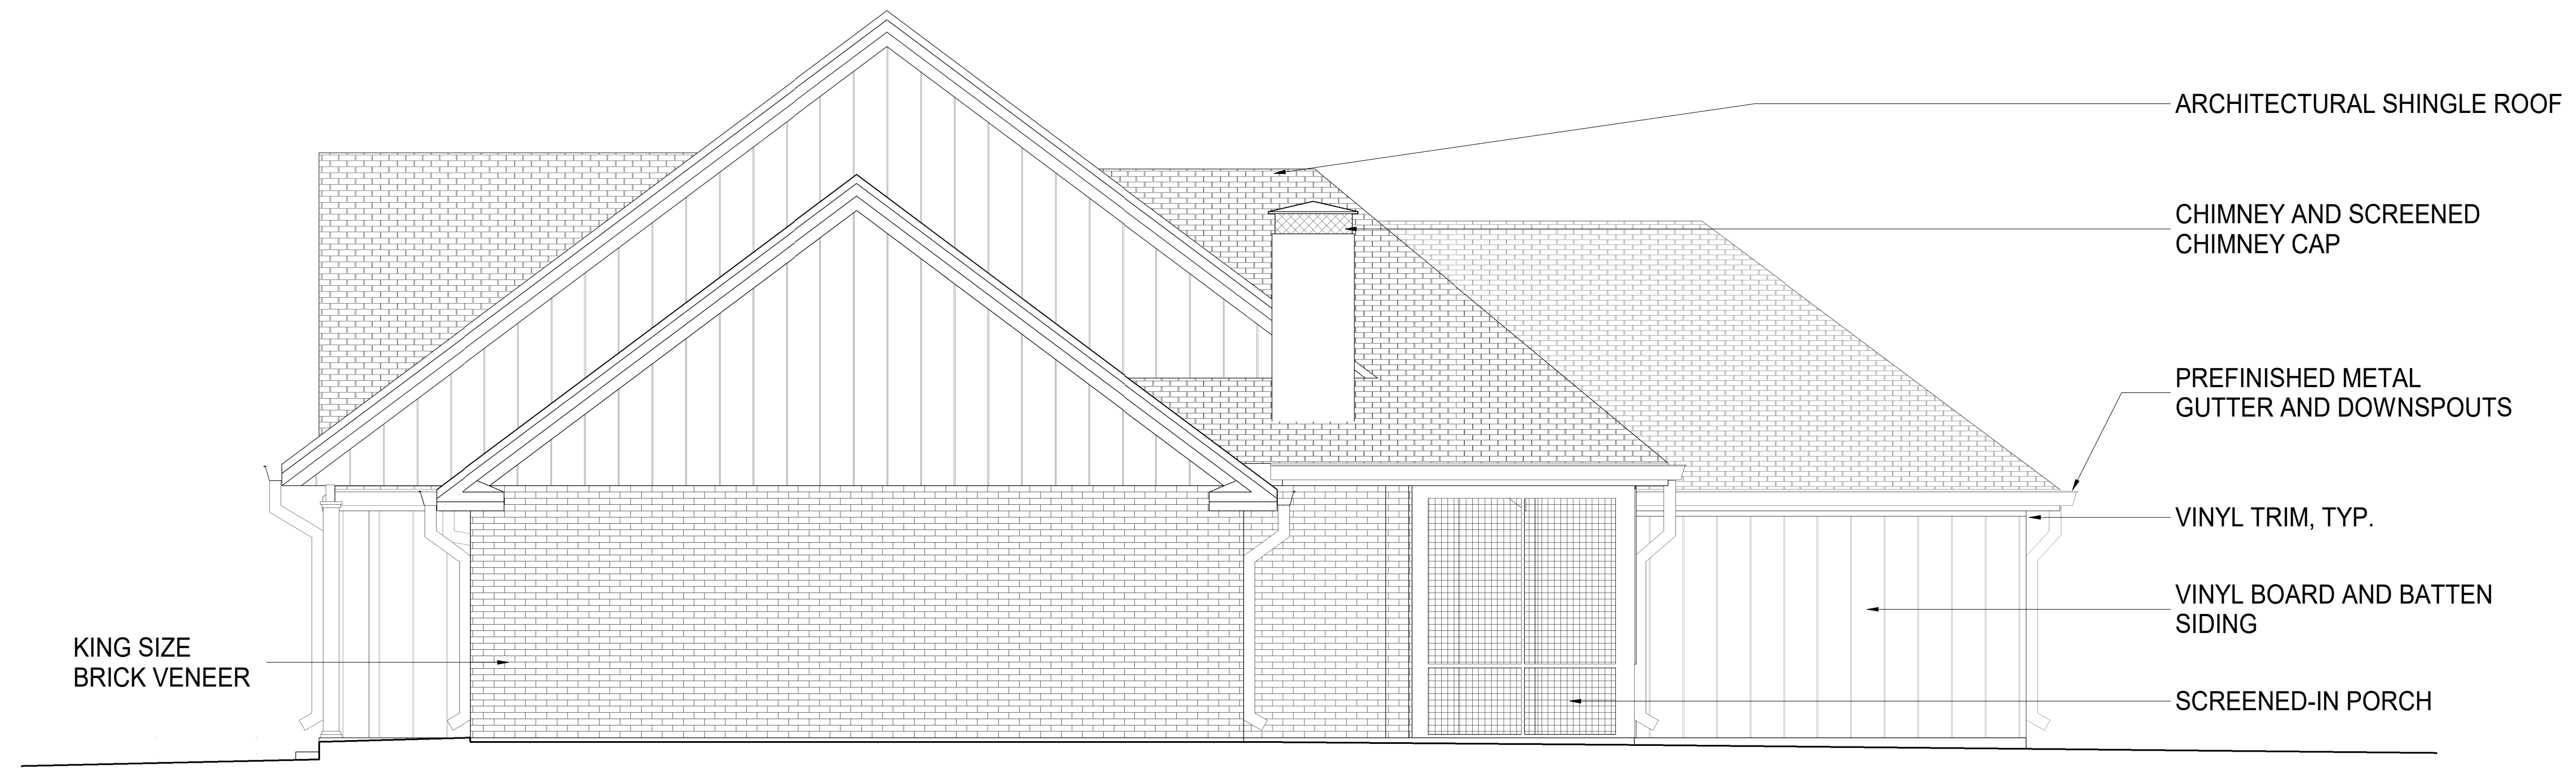 ARCHITECTURAL SHINGLE ROOF
CHIMNEY AND SCREENED
CHIMNEY CAP
PREFINISHED METAL
GUTTER AND DOWNSPOUTS
VINYL TRIM, TYP.
VINYL BOARD AND BATTEN
SIDING
KING SIZE
BRICK VENEER
SCREENED-IN PORCH